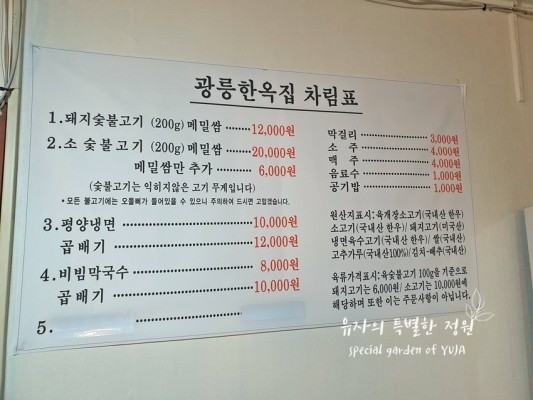 광릉한옥집 차림표
1.돼지숯불고기 (200g) 메밀쌈 ········ 12,000원
2.소 숯불고기 (200g) 메밀쌈 ········ 20,000원
메밀쌈만 추가 ········ 6,000원
(숯불고기는 익히지않은 고기 무게입니다)
* 모든 불고기에는 오돌뼈가 들어있을 수 있으니 주의하여 드시면 고맙겠습니다.
3.평양냉면 ········ 10,000원
곱배기 ········ 12,000원
4.비빔막국수 ········ 8,000원
곱배기 ········ 10,000원
5.
막걸리 ········ 3,000원
소 주 ········ 4,000원
맥 주 ········ 4,000원
음료수 ········ 1,000원
공기밥 ········ 1,000원
원산지표시:육개장소고기(국내산 한우)
소고기(국내산 한우)/ 돼지고기(미국산)
냉면육수고기(국내산 한우)/ 쌀(국내산)
고추가루(국내산100%)/김치-배추(국내산)
육류가격표시: 육숯불고기 100g을 기준으로
돼지고기는 6,000원/ 소고기는 10,000원에
해당하며 또한 이는 주문사항이 아닙니다.
유자의 특별한 정원
special garden of YUJA